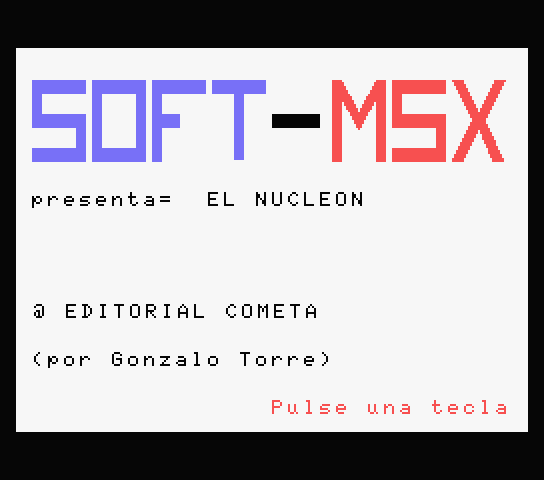 SOFT-MSX
presenta=  EL NUCLEON
@ EDITORIAL COMETA
(por Gonzalo Torre)
Pulse una tecla